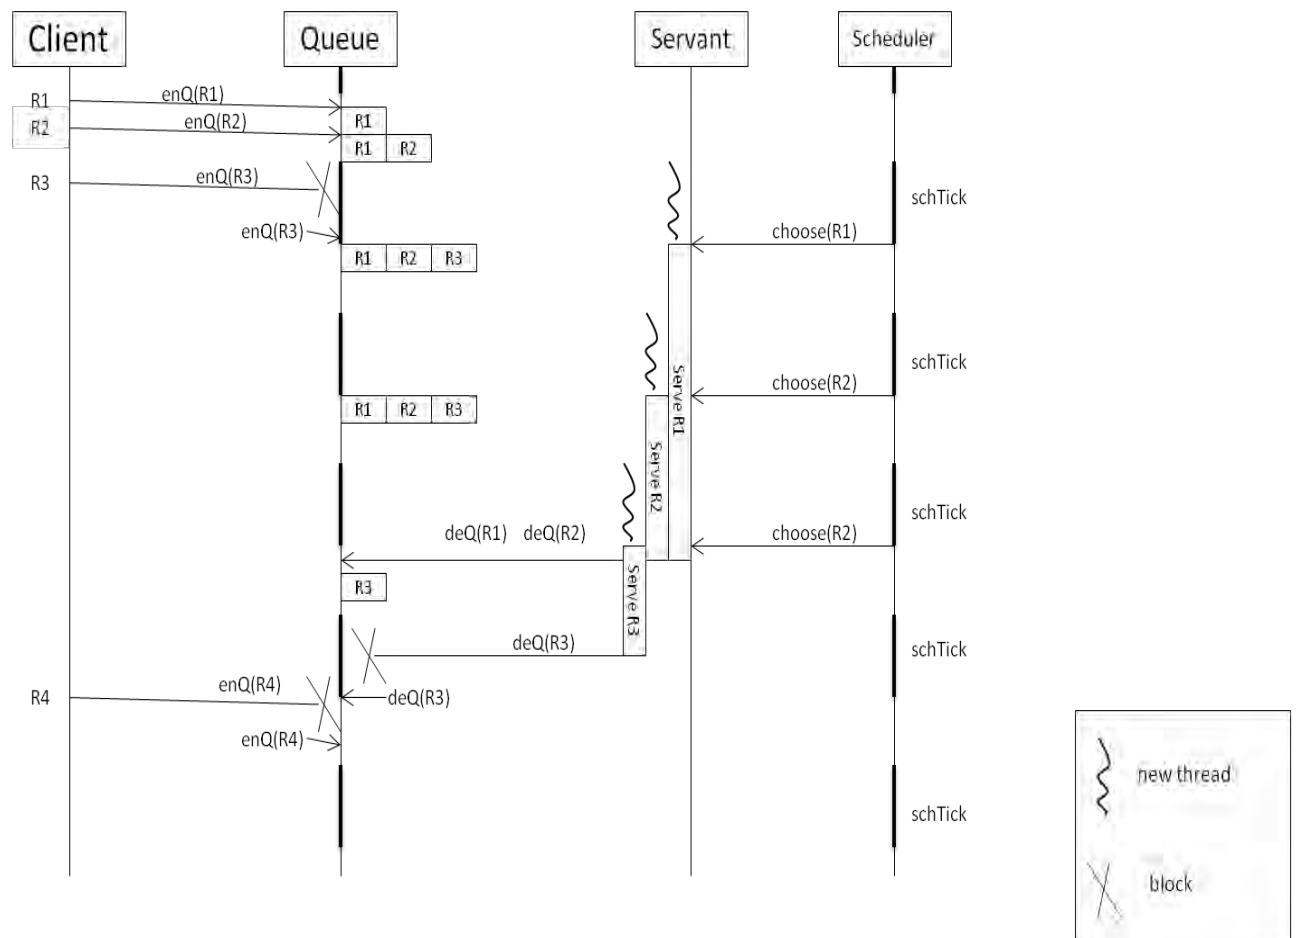 Client Queue Servant Scheduler
R1 enQ(R1)
R2 enQ(R2) R1
R1 R2
R3 enQ(R3)
schTick
enQ(R3) choose(R1)
R1 R2 R3
schTick
Serve R1
choose(R2)
R1 R2 R3
Serve R2
schTick
deQ(R1) deQ(R2) choose(R2)
R3
Serve R3
deQ(R3) schTick
R4 enQ(R4) deQ(R3)
enQ(R4)
new thread
schTick
block